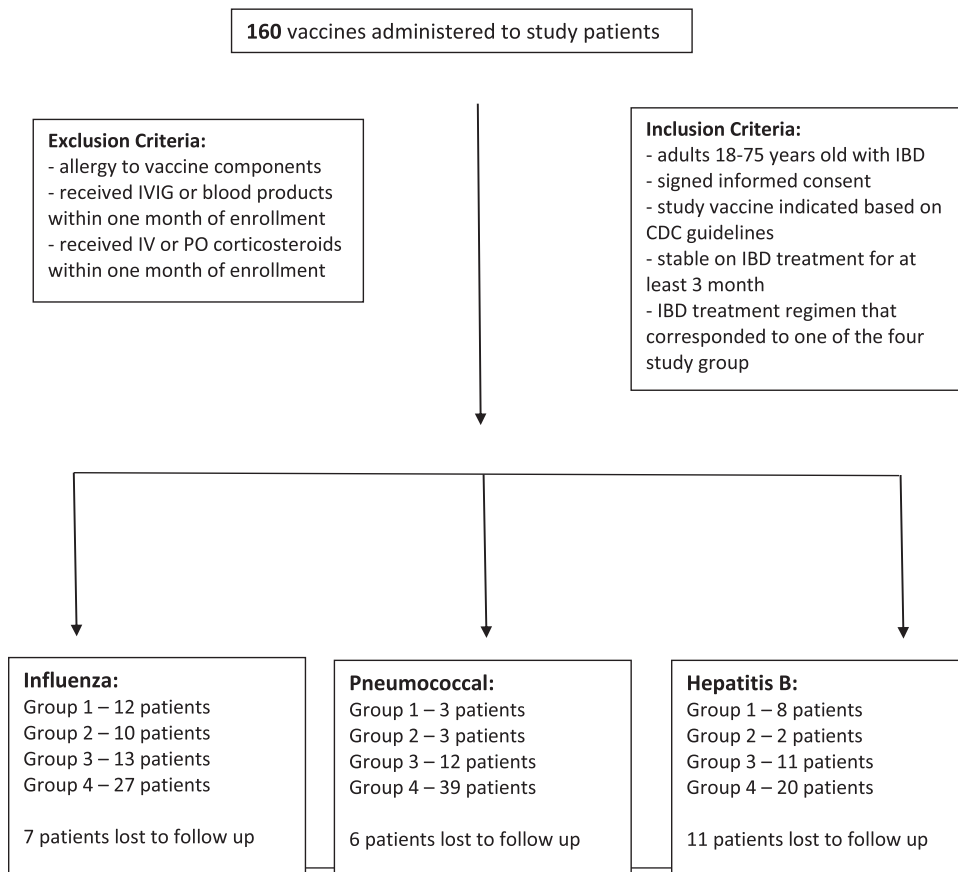 160 vaccines administered to study patients
Exclusion Criteria:
- allergy to vaccine components
- received IVIG or blood products
within one month of enrollment
- received IV or PO corticosteroids
within one month of enrollment
Inclusion Criteria:
- adults 18-75 years old with IBD
- signed informed consent
- study vaccine indicated based on
CDC guidelines
- stable on IBD treatment for at
least 3 month
- IBD treatment regimen that
corresponded to one of the four
study group
Influenza:
Group 1 – 12 patients
Group 2 – 10 patients
Group 3 – 13 patients
Group 4 – 27 patients
7 patients lost to follow up
Pneumococcal:
Group 1 – 3 patients
Group 2 – 3 patients
Group 3 – 12 patients
Group 4 – 39 patients
6 patients lost to follow up
Hepatitis B:
Group 1 – 8 patients
Group 2 – 2 patients
Group 3 – 11 patients
Group 4 – 20 patients
11 patients lost to follow up